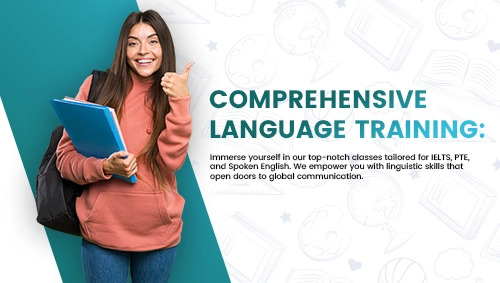 COMPREHENSIVE
LANGUAGE TRAINING:
Immerse yourself in our top-notch classes tailored for IELTS, PTE,
and Spoken English. We empower you with linguistic skills that
open doors to global communication.